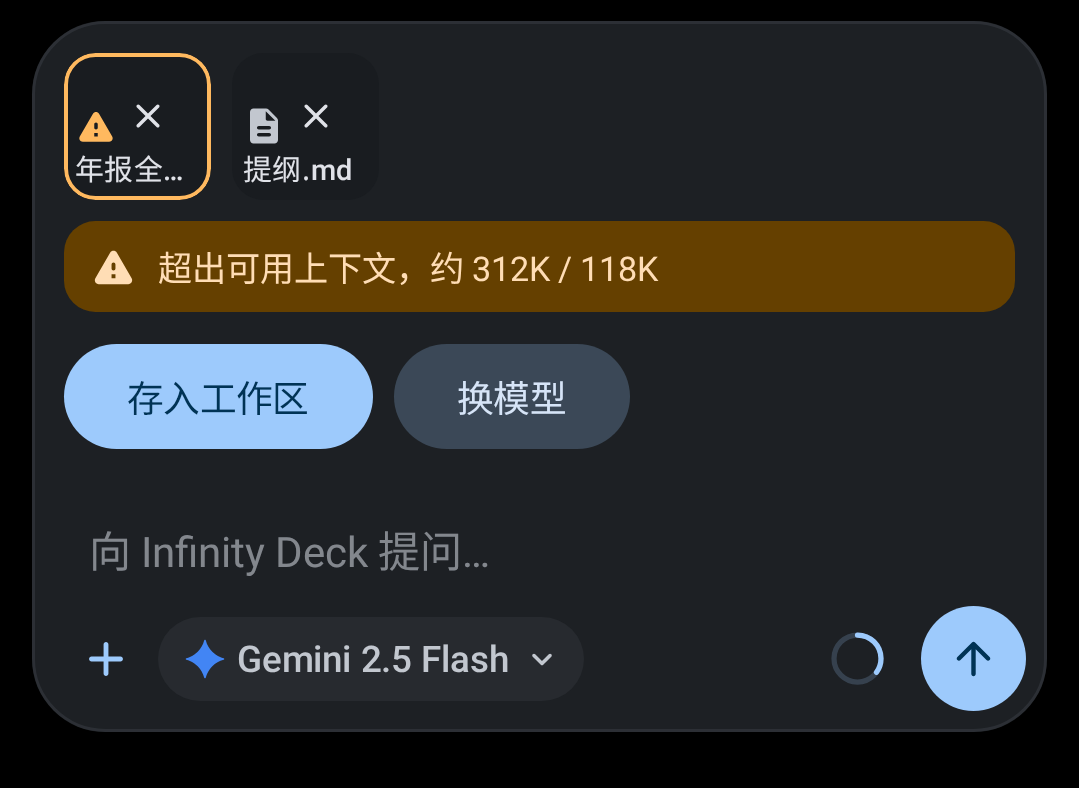 年报全…
提纲.md
超出可用上下文，约 312K / 118K
存入工作区
换模型
向 Infinity Deck 提问…
Gemini 2.5 Flash